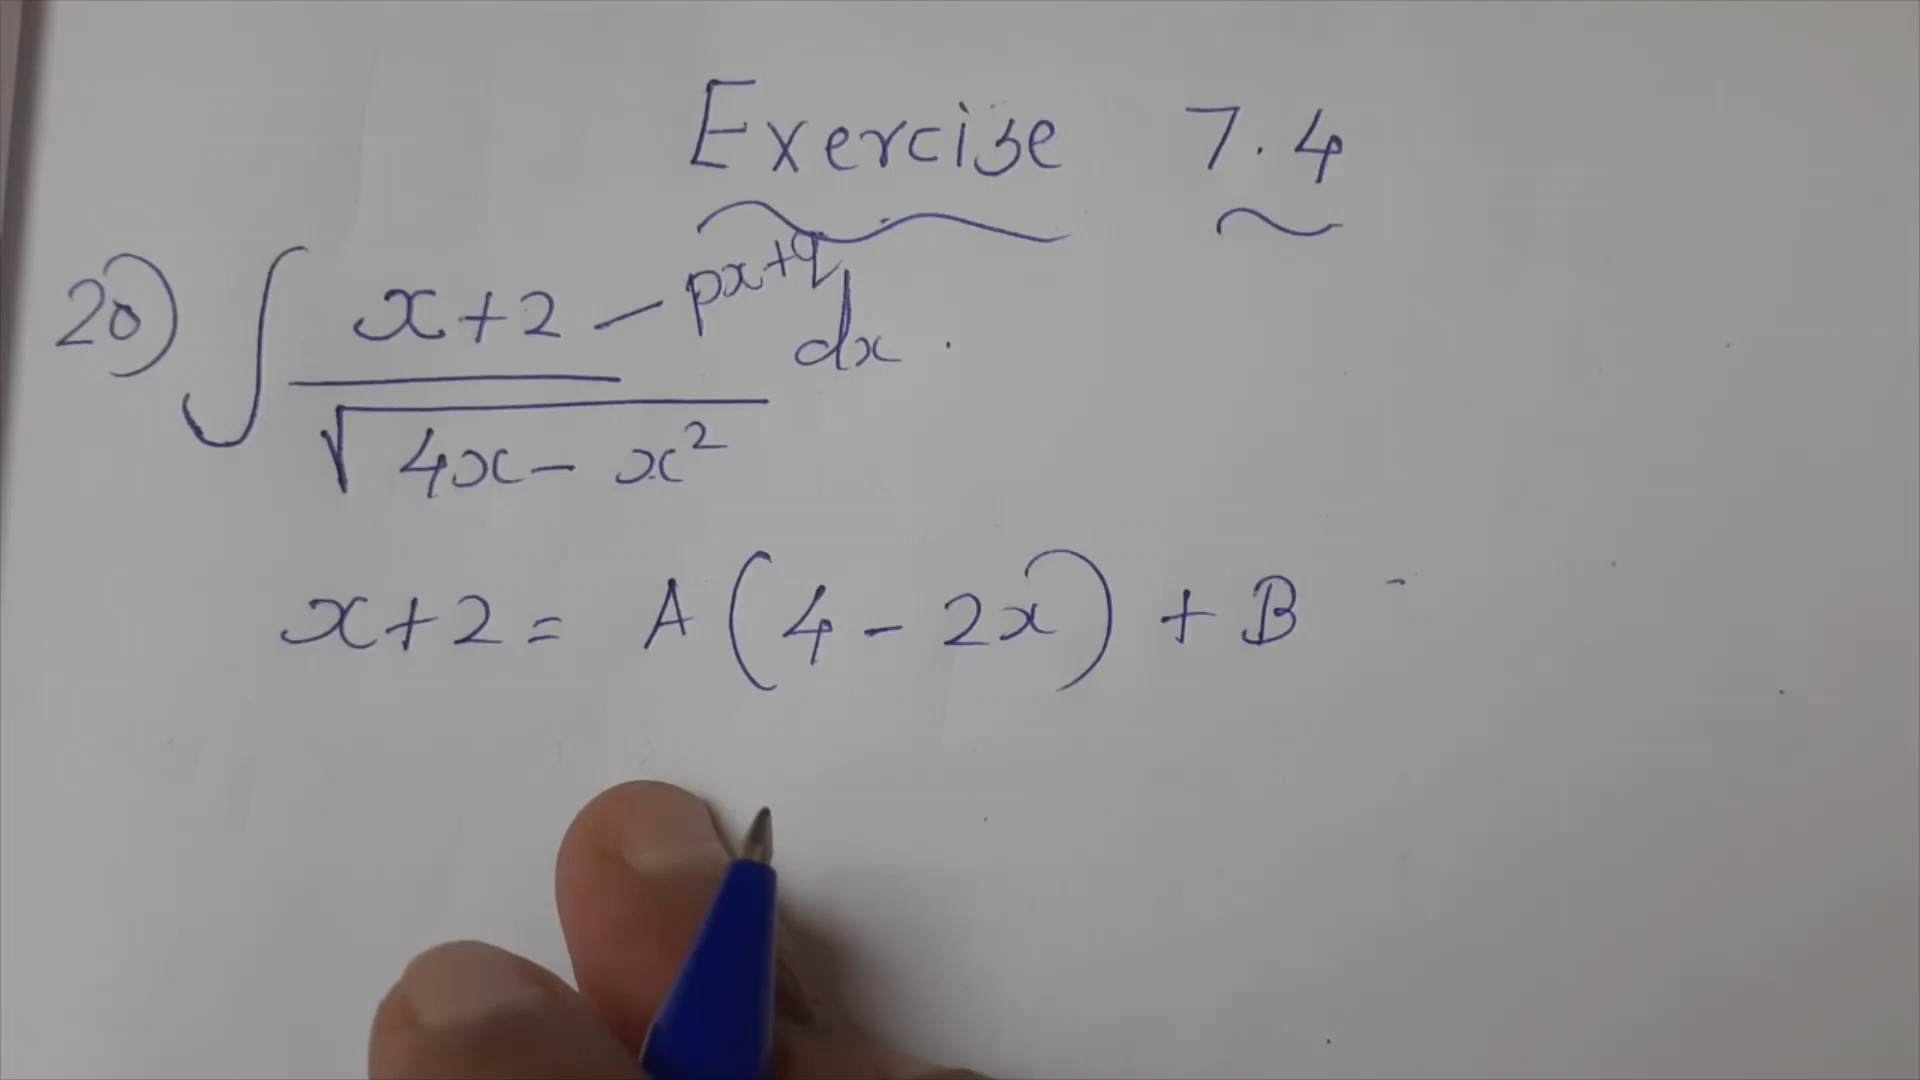 Exercise 7.4
20) ∫ x+2 — px+q
√4x - x² dx .
x+2 = A (4 - 2x) + B